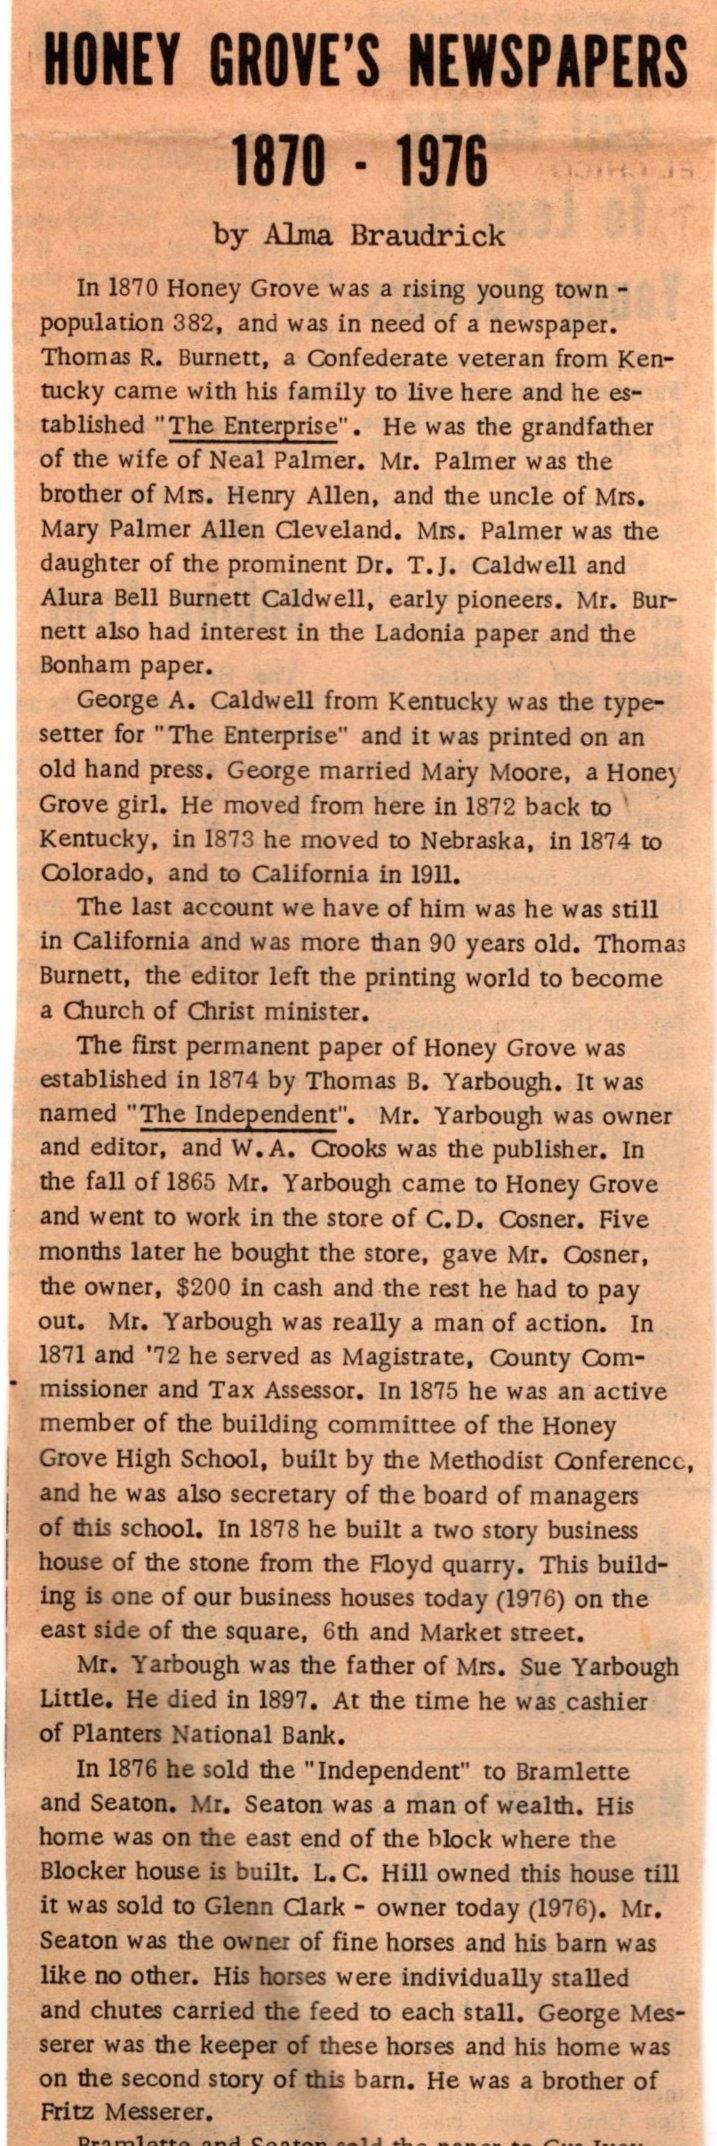 HONEY GROVE'S NEWSPAPERS
1870 - 1976
by Alma Braudrick
In 1870 Honey Grove was a rising young town -
population 382, and was in need of a newspaper.
Thomas R. Burnett, a Confederate veteran from Ken-
tucky came with his family to live here and he es-
tablished "The Enterprise". He was the grandfather
of the wife of Neal Palmer. Mr. Palmer was the
brother of Mrs. Henry Allen, and the uncle of Mrs.
Mary Palmer Allen Cleveland. Mrs. Palmer was the
daughter of the prominent Dr. T.J. Caldwell and
Alura Bell Burnett Caldwell, early pioneers. Mr. Bur-
nett also had interest in the Ladonia paper and the
Bonham paper.
George A. Caldwell from Kentucky was the type-
setter for "The Enterprise" and it was printed on an
old hand press. George married Mary Moore, a Honey
Grove girl. He moved from here in 1872 back to
Kentucky, in 1873 he moved to Nebraska, in 1874 to
Colorado, and to California in 1911.
The last account we have of him was he was still
in California and was more than 90 years old. Thomas
Burnett, the editor left the printing world to become
a Church of Christ minister.
The first permanent paper of Honey Grove was
established in 1874 by Thomas B. Yarbough. It was
named "The Independent". Mr. Yarbough was owner
and editor, and W.A. Crooks was the publisher. In
the fall of 1865 Mr. Yarbough came to Honey Grove
and went to work in the store of C.D. Cosner. Five
months later he bought the store, gave Mr. Cosner,
the owner, $200 in cash and the rest he had to pay
out. Mr. Yarbough was really a man of action. In
1871 and '72 he served as Magistrate, County Com-
missioner and Tax Assessor. In 1875 he was an active
member of the building committee of the Honey
Grove High School, built by the Methodist Conference,
and he was also secretary of the board of managers
of this school. In 1878 he built a two story business
house of the stone from the Floyd quarry. This build-
ing is one of our business houses today (1976) on the
east side of the square, 6th and Market street.
Mr. Yarbough was the father of Mrs. Sue Yarbough
Little. He died in 1897. At the time he was cashier
of Planters National Bank.
In 1876 he sold the "Independent" to Bramlette
and Seaton. Mr. Seaton was a man of wealth. His
home was on the east end of the block where the
Blocker house is built. L.C. Hill owned this house till
it was sold to Glenn Clark - owner today (1976). Mr.
Seaton was the owner of fine horses and his barn was
like no other. His horses were individually stalled
and chutes carried the feed to each stall. George Mes-
serer was the keeper of these horses and his home was
on the second story of this barn. He was a brother of
Fritz Messerer.
Bramlette and Seaton sold the paper to Gus Ivey